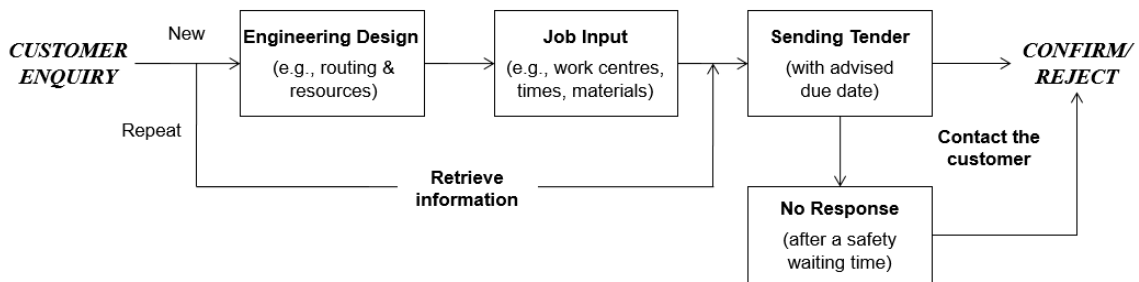 CUSTOMER
ENQUIRY
New
Repeat
Engineering Design
(e.g., routing &
resources)
Job Input
(e.g., work centres,
times, materials)
Retrieve
information
Sending Tender
(with advised
due date)
CONFIRM/
REJECT
Contact the
customer
No Response
(after a safety
waiting time)